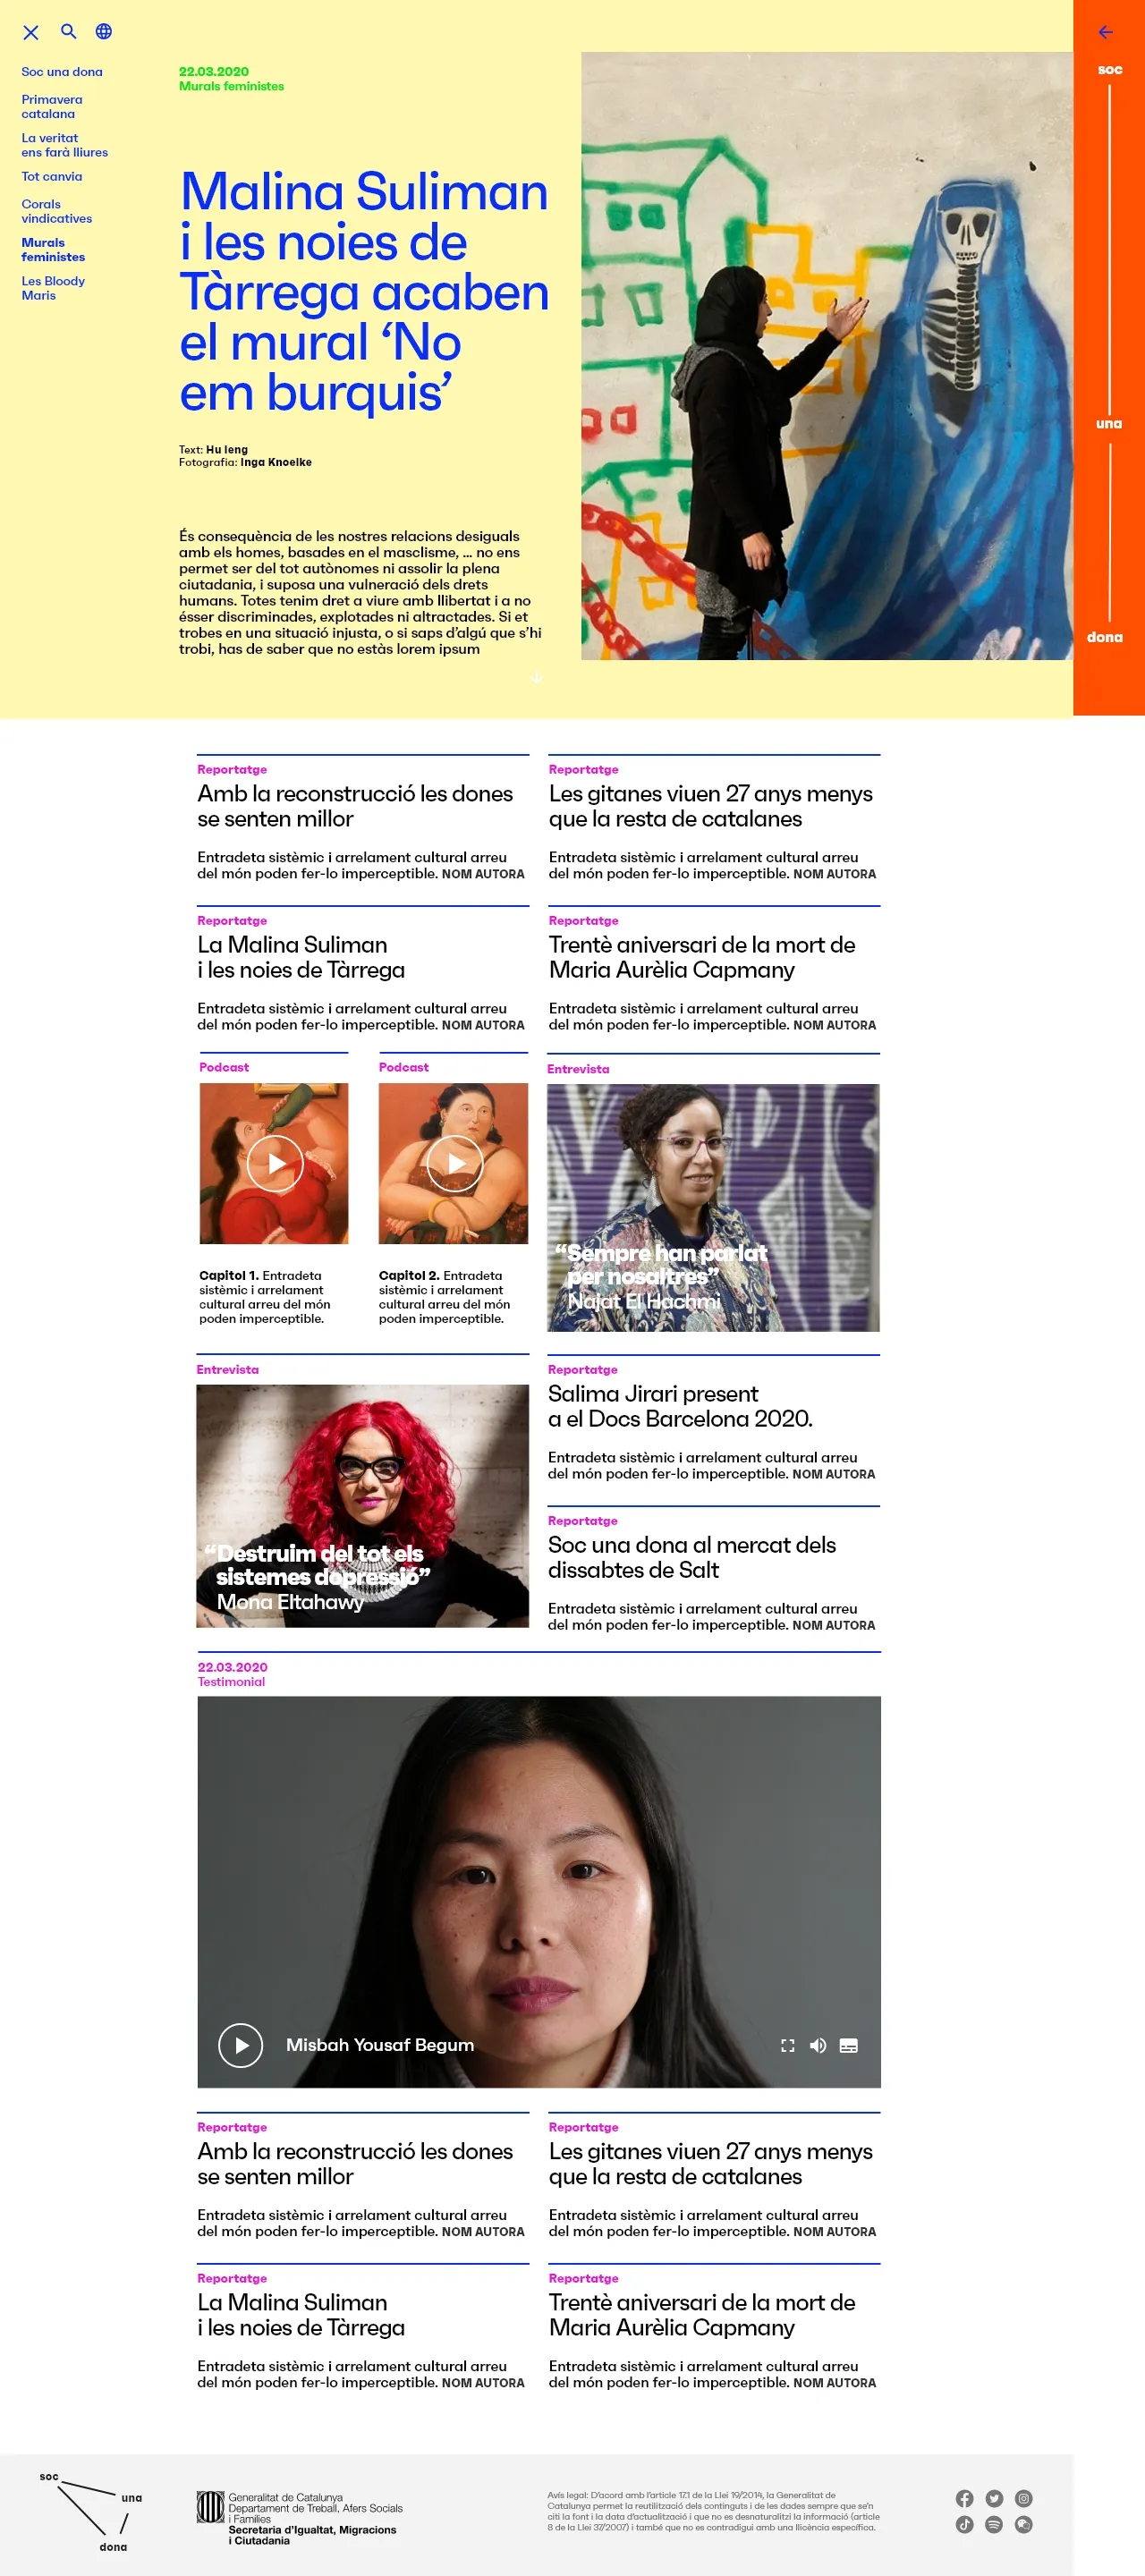 Soc una dona
Primavera
catalana
La veritat
ens farà lliures
Tot canvia
Corals
vindicatives
Murals
feministes
Les Bloody
Maris
22.03.2020
Murals feministes
Malina Suliman
i les noies de
Tàrrega acaben
el mural ‘No
em burquis’
Text: Hu Ieng
Fotografia: Inga Knoelke
És conseqüència de les nostres relacions desiguals
amb els homes, basades en el masclisme, ... no ens
permet ser del tot autònomes ni assolir la plena
ciutadania, i suposa una vulneració dels drets
humans. Totes tenim dret a viure amb llibertat i a no
ésser discriminades, explotades ni altractades. Si et
trobes en una situació injusta, o si saps d’algú que s’hi
trobi, has de saber que no estàs lorem ipsum
soc
una
dona
Reportatge
Amb la reconstrucció les dones
se senten millor
Entradeta sistèmic i arrelament cultural arreu
del món poden fer-lo imperceptible. NOM AUTORA
Reportatge
Les gitanes viuen 27 anys menys
que la resta de catalanes
Entradeta sistèmic i arrelament cultural arreu
del món poden fer-lo imperceptible. NOM AUTORA
Reportatge
La Malina Suliman
i les noies de Tàrrega
Entradeta sistèmic i arrelament cultural arreu
del món poden fer-lo imperceptible. NOM AUTORA
Reportatge
Trentè aniversari de la mort de
Maria Aurèlia Capmany
Entradeta sistèmic i arrelament cultural arreu
del món poden fer-lo imperceptible. NOM AUTORA
Podcast
Capitol 1. Entradeta
sistèmic i arrelament
cultural arreu del món
poden imperceptible.
Podcast
Capitol 2. Entradeta
sistèmic i arrelament
cultural arreu del món
poden imperceptible.
Entrevista
“Sempre han parlat
per nosaltres”
Najat El Hachmi
Entrevista
“Destruim del tot els
sistemes dopressió”
Mona Eltahawy
Reportatge
Salima Jirari present
a el Docs Barcelona 2020.
Entradeta sistèmic i arrelament cultural arreu
del món poden fer-lo imperceptible. NOM AUTORA
Reportatge
Soc una dona al mercat dels
dissabtes de Salt
Entradeta sistèmic i arrelament cultural arreu
del món poden fer-lo imperceptible. NOM AUTORA
22.03.2020
Testimonial
Misbah Yousaf Begum
Reportatge
Amb la reconstrucció les dones
se senten millor
Entradeta sistèmic i arrelament cultural arreu
del món poden fer-lo imperceptible. NOM AUTORA
Reportatge
Les gitanes viuen 27 anys menys
que la resta de catalanes
Entradeta sistèmic i arrelament cultural arreu
del món poden fer-lo imperceptible. NOM AUTORA
Reportatge
La Malina Suliman
i les noies de Tàrrega
Entradeta sistèmic i arrelament cultural arreu
del món poden fer-lo imperceptible. NOM AUTORA
Reportatge
Trentè aniversari de la mort de
Maria Aurèlia Capmany
Entradeta sistèmic i arrelament cultural arreu
del món poden fer-lo imperceptible. NOM AUTORA
soc
una
dona
Generalitat de Catalunya
Departament de Treball, Afers Socials
i Famílies
Secretaria d’Igualtat, Migracions
i Ciutadania
Avís legal: D’acord amb l’article 17.1 de la Llei 19/2014, la Generalitat de
Catalunya permet la reutilització dels continguts i de les dades sempre que se’n
citi la font i la data d’actualització i que no es desnaturalitzi la informació (article
8 de la Llei 37/2007) i també que no es contradigui amb una llicència específica.